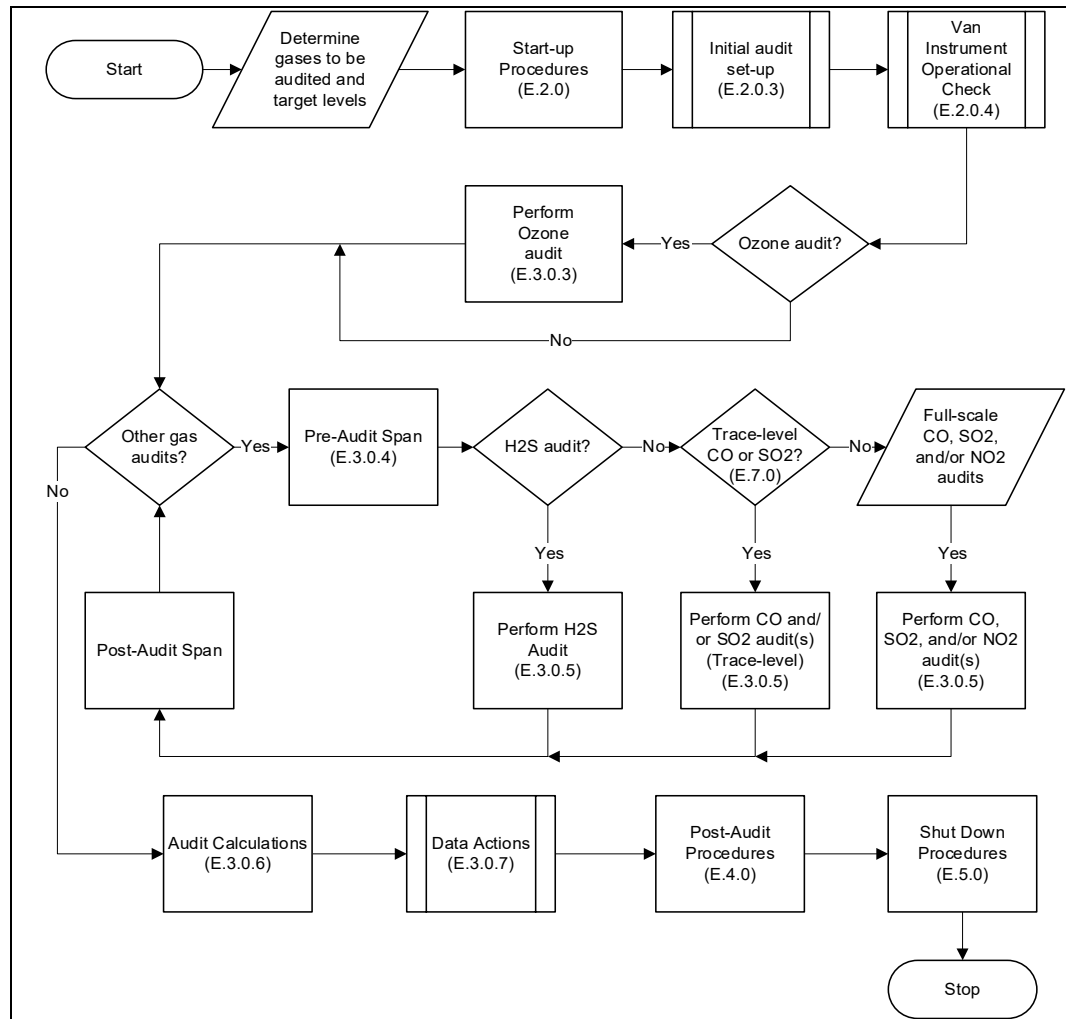 Start
Determine
gases to be
audited and
target levels
Start-up
Procedures
(E.2.0)
Initial audit
set-up
(E.2.0.3)
Van
Instrument
Operational
Check
(E.2.0.4)
Perform
Ozone
audit
(E.3.0.3)
Yes
Ozone audit?
No
Other gas
audits?
Yes
No
Pre-Audit Span
(E.3.0.4)
H2S audit?
No
Trace-level
CO or SO2?
(E.7.0)
No
Full-scale
CO, SO2,
and/or NO2
audits
Yes
Yes
Yes
Post-Audit Span
Perform H2S
Audit
(E.3.0.5)
Perform CO and/
or SO2 audit(s)
(Trace-level)
(E.3.0.5)
Perform CO,
SO2, and/or NO2
audit(s)
(E.3.0.5)
Audit Calculations
(E.3.0.6)
Data Actions
(E.3.0.7)
Post-Audit
Procedures
(E.4.0)
Shut Down
Procedures
(E.5.0)
Stop